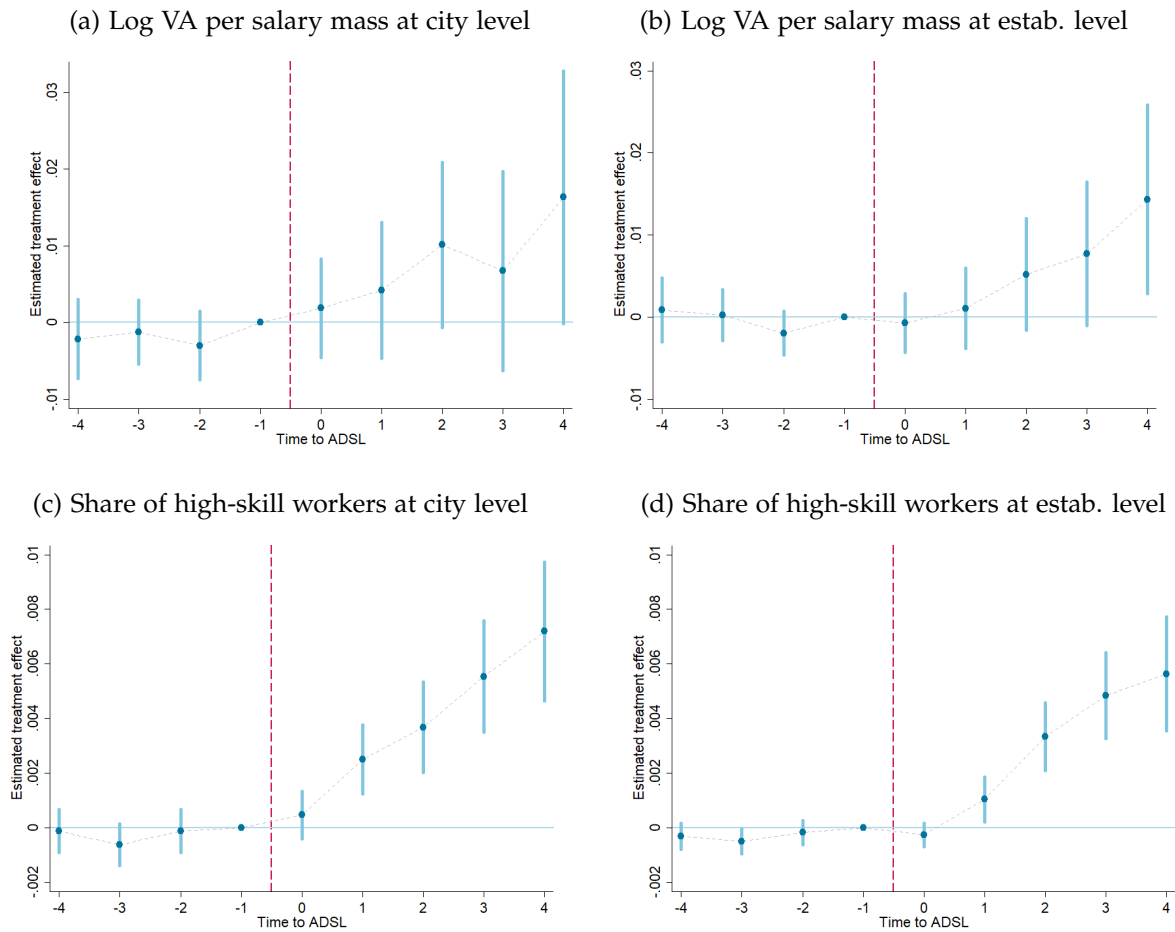 (a) Log VA per salary mass at city level
(b) Log VA per salary mass at estab. level
Estimated treatment effect
.03
.02
.01
0
-.01
-4 -3 -2 -1 0 1 2 3 4
Time to ADSL
Estimated treatment effect
.03
.02
.01
0
-.01
-4 -3 -2 -1 0 1 2 3 4
Time to ADSL
(c) Share of high-skill workers at city level
(d) Share of high-skill workers at estab. level
Estimated treatment effect
.01
.008
.006
.004
.002
0
-.002
-4 -3 -2 -1 0 1 2 3 4
Time to ADSL
Estimated treatment effect
.01
.008
.006
.004
.002
0
-.002
-4 -3 -2 -1 0 1 2 3 4
Time to ADSL